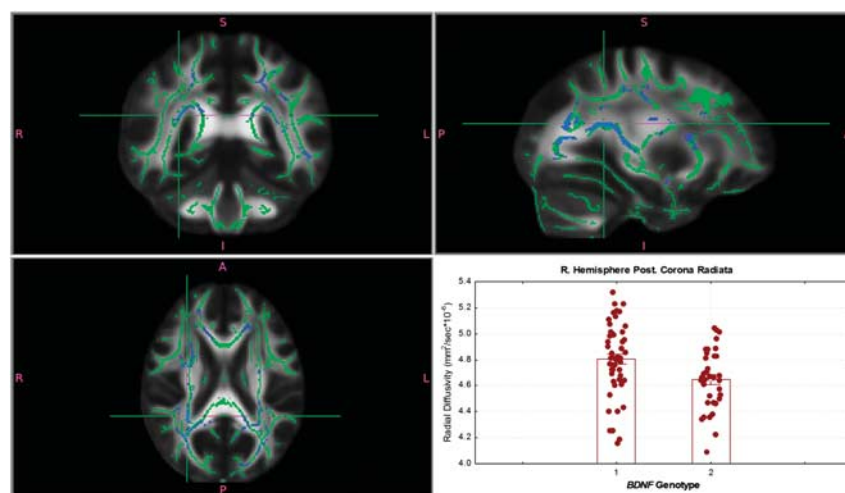 S
R
L
I
S
P
I
A
R
L
P
R. Hemisphere Post. Corona Radiata
Radial Diffusivity (mm²/sec*10⁻⁶)
5.4
5.2
5.0
4.8
4.6
4.4
4.2
4.0
1
2
BDNF Genotype